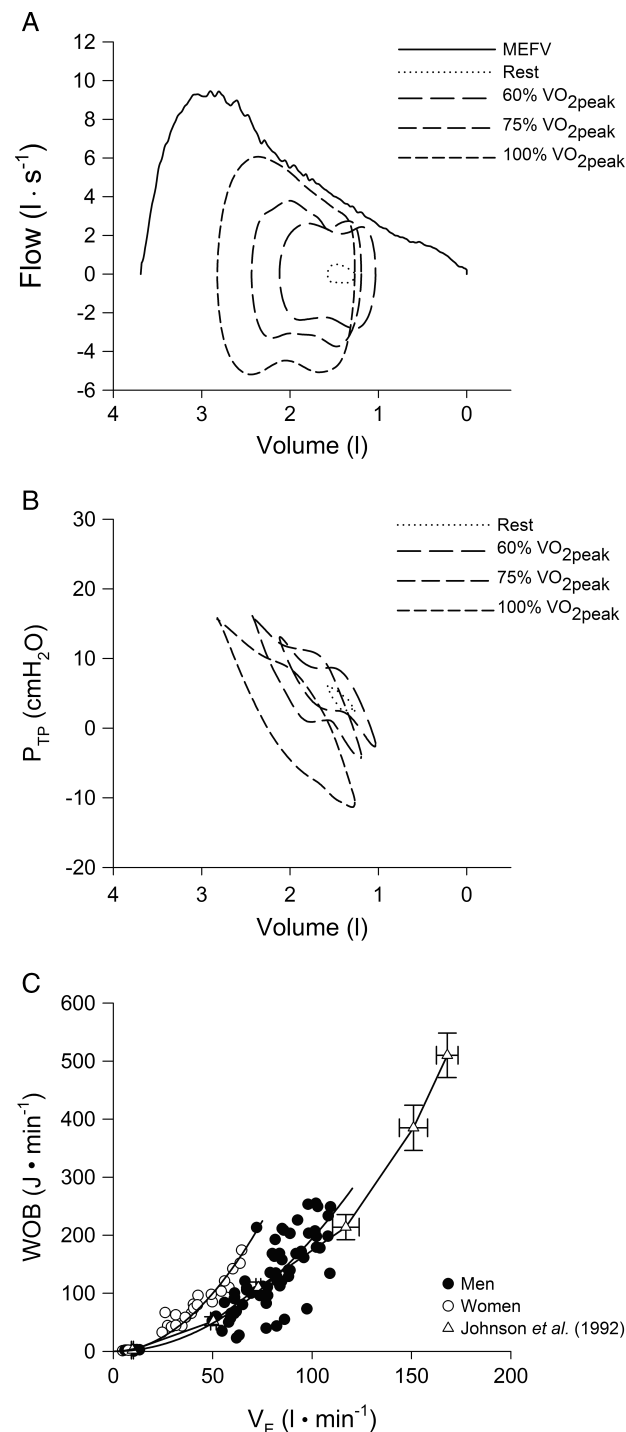 A
12
10
8
6
4
2
0
-2
-4
-6
Flow (l · s-1)
4 3 2 1 0
Volume (l)
MEFV
Rest
60% VO2peak
75% VO2peak
100% VO2peak
B
30
20
10
0
-10
-20
PTP (cmH2O)
4 3 2 1 0
Volume (l)
Rest
60% VO2peak
75% VO2peak
100% VO2peak
C
600
500
400
300
200
100
0
WOB (J • min-1)
0 50 100 150 200
VE (l • min-1)
Men
Women
Johnson et al. (1992)